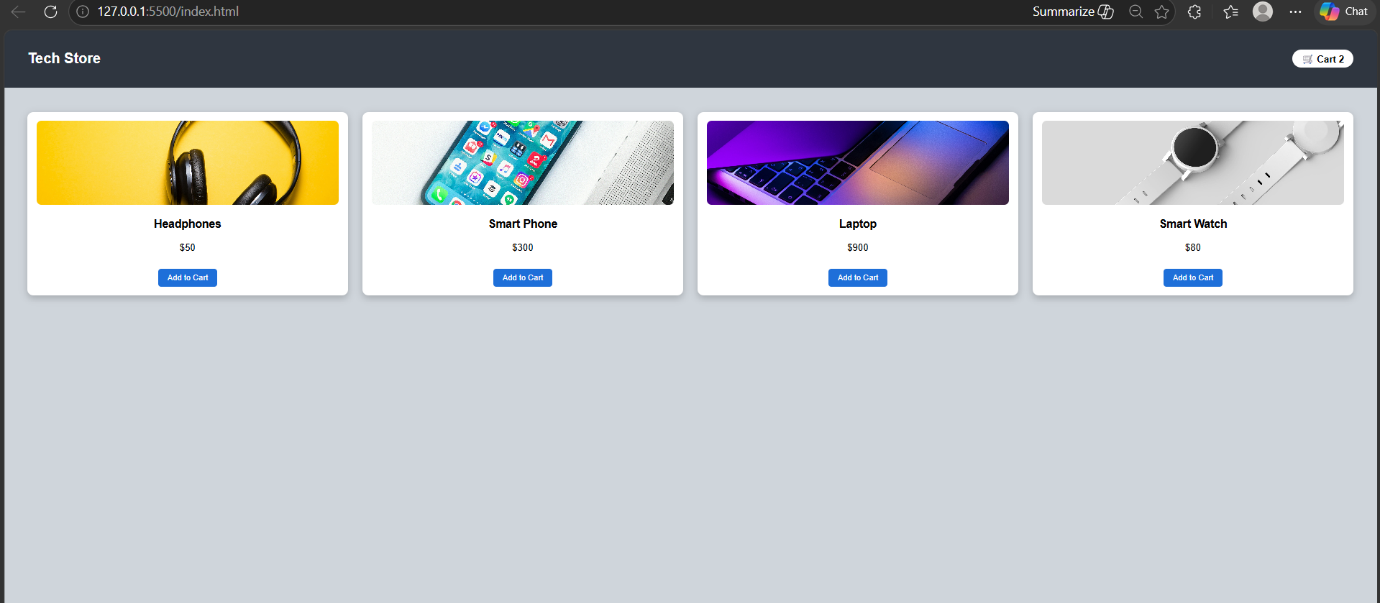 127.0.0.1:5500/index.html
Summarize
Chat
Tech Store
🛒 Cart 2
Headphones
$50
Add to Cart
Smart Phone
$300
Add to Cart
Laptop
$900
Add to Cart
Smart Watch
$80
Add to Cart